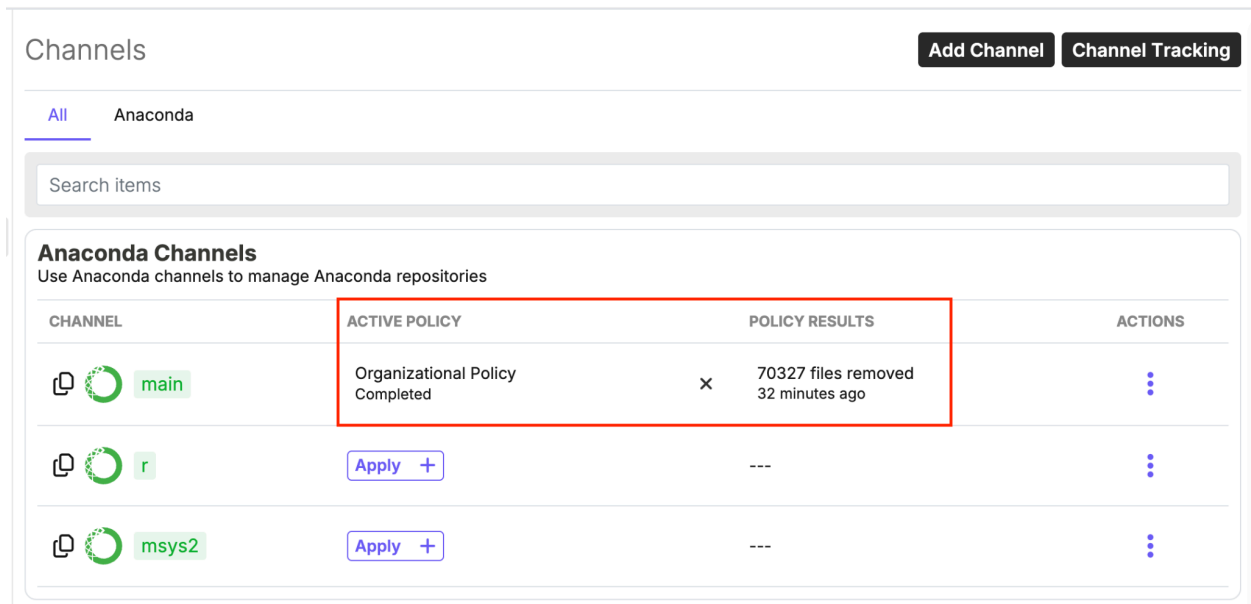 Channels
Add Channel
Channel Tracking
All
Anaconda
Search items
Anaconda Channels
Use Anaconda channels to manage Anaconda repositories
CHANNEL
ACTIVE POLICY
POLICY RESULTS
ACTIONS
main
Organizational Policy
Completed
70327 files removed
32 minutes ago
r
Apply
---
msys2
Apply
---